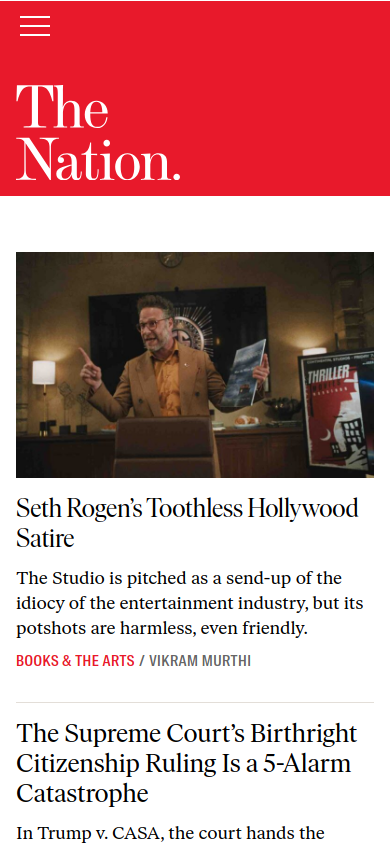 The
Nation.
THRILLER
Seth Rogen’s Toothless Hollywood
Satire
The Studio is pitched as a send-up of the
idiocy of the entertainment industry, but its
potshots are harmless, even friendly.
BOOKS & THE ARTS / VIKRAM MURTHI
The Supreme Court’s Birthright
Citizenship Ruling Is a 5-Alarm
Catastrophe
In Trump v. CASA, the court hands the